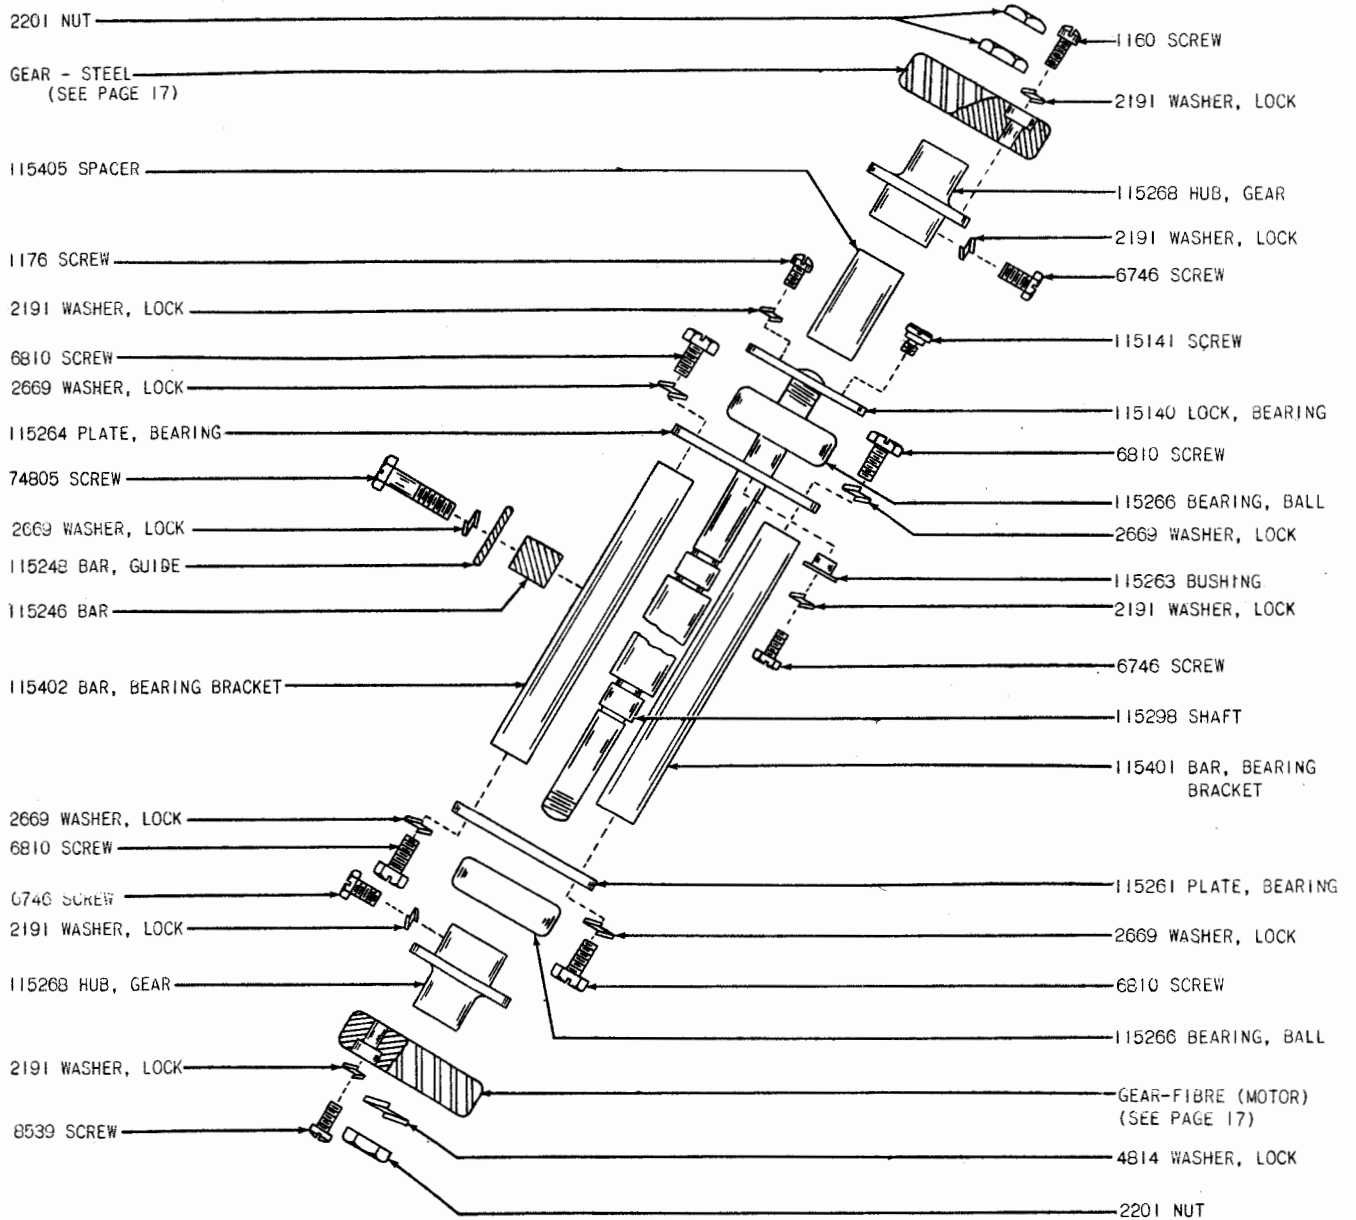 2201 NUT
GEAR - STEEL
(SEE PAGE 17)
115405 SPACER
1176 SCREW
2191 WASHER, LOCK
6810 SCREW
2669 WASHER, LOCK
115264 PLATE, BEARING
74805 SCREW
2669 WASHER, LOCK
115248 BAR, GUIDE
115246 BAR
115402 BAR, BEARING BRACKET
2669 WASHER, LOCK
6810 SCREW
6746 SCREW
2191 WASHER, LOCK
115268 HUB, GEAR
2191 WASHER, LOCK
8539 SCREW
1160 SCREW
2191 WASHER, LOCK
115268 HUB, GEAR
2191 WASHER, LOCK
6746 SCREW
115141 SCREW
115140 LOCK, BEARING
6810 SCREW
115266 BEARING, BALL
2669 WASHER, LOCK
115263 BUSHING
2191 WASHER, LOCK
6746 SCREW
115298 SHAFT
115401 BAR, BEARING
BRACKET
115261 PLATE, BEARING
2669 WASHER, LOCK
6810 SCREW
115266 BEARING, BALL
GEAR-FIBRE (MOTOR)
(SEE PAGE 17)
4814 WASHER, LOCK
2201 NUT